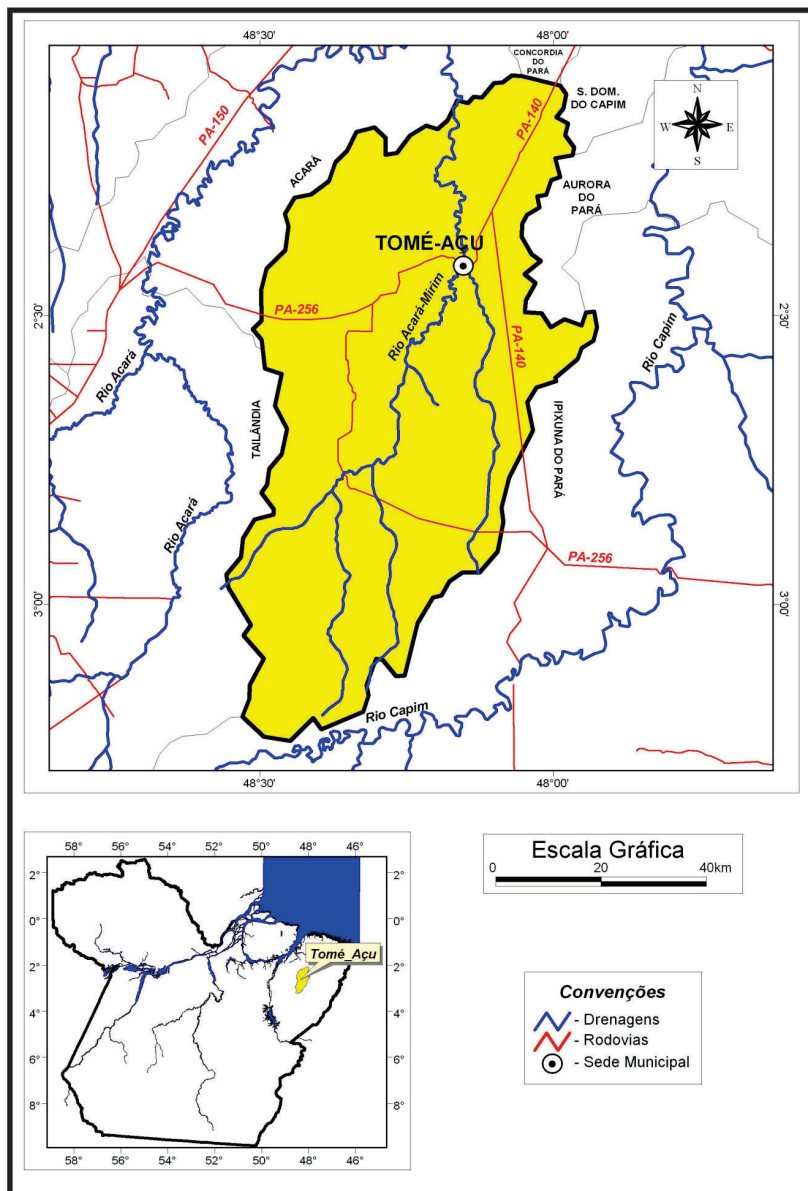 48°30'
48°00'
CONCORDIA
DO
PARÁ
S. DOM.
DO CAPIM
PA-140
PA-150
N
W
E
S
ACARÁ
AURORA
DO
PARÁ
TOMÉ-AÇU
2°30'
2°30'
PA-256
Rio Acará-Mirim
PA-140
Rio Capim
Rio Acará
TAILÂNDIA
IPIXUNA DO PARÁ
Rio Acará
PA-256
3°00'
3°00'
Rio Capim
48°30'
48°00'
58° 56° 54° 52° 50° 48° 46°
2°
2°
0°
0°
Tomé_Açu
2°
2°
4°
4°
6°
6°
8°
8°
58° 56° 54° 52° 50° 48° 46°
Escala Gráfica
0 20 40km
Convenções
- Drenagens
- Rodovias
- Sede Municipal